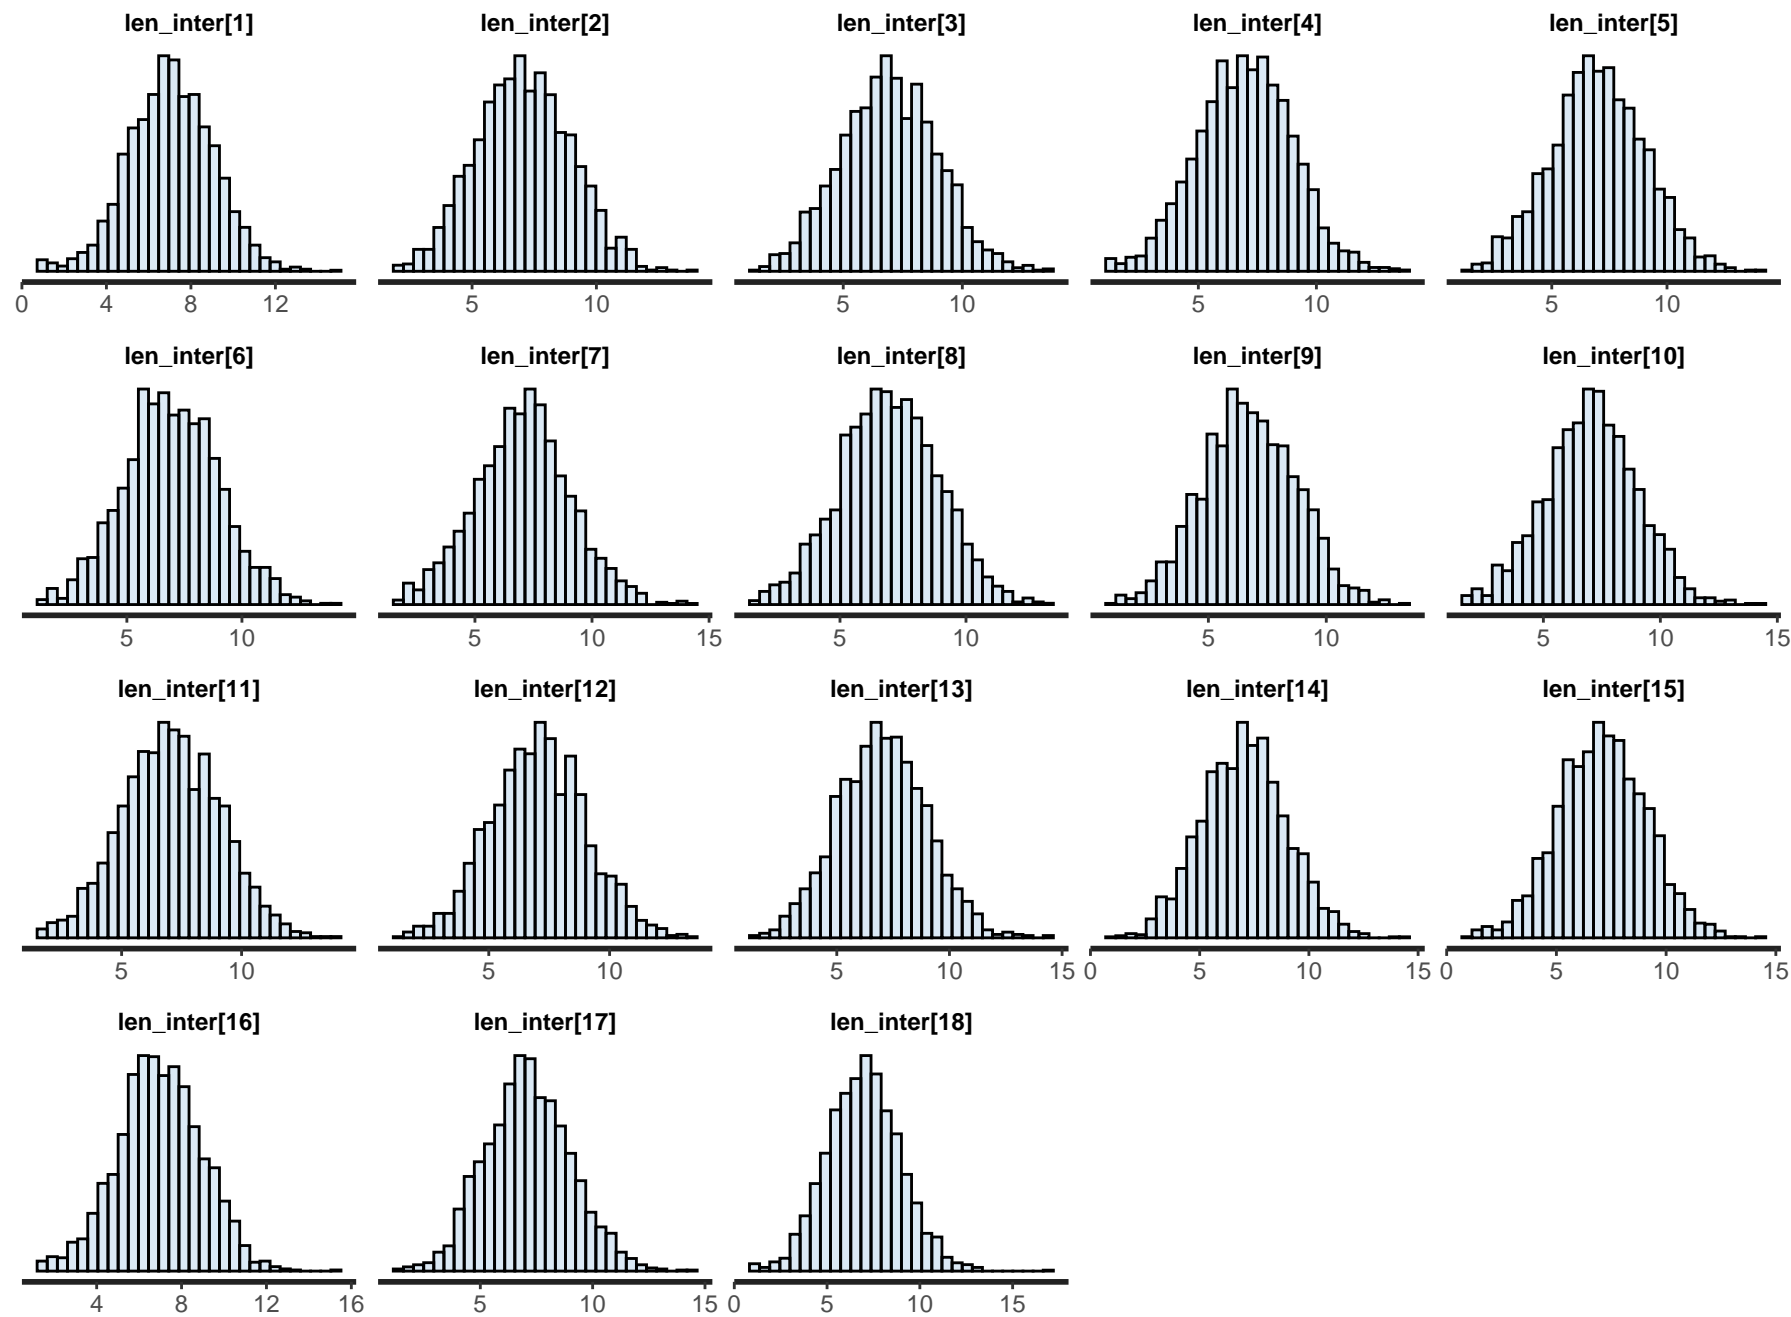 len_inter[1] len_inter[2] len_inter[3] len_inter[4] len_inter[5]
0 4 8 12 5 10 5 10 5 10 5 10
len_inter[6] len_inter[7] len_inter[8] len_inter[9] len_inter[10]
5 10 5 10 15 5 10 5 10 5 10 15
len_inter[11] len_inter[12] len_inter[13] len_inter[14] len_inter[15]
5 10 5 10 5 10 15 0 5 10 15 0 5 10 15
len_inter[16] len_inter[17] len_inter[18]
4 8 12 16 5 10 15 0 5 10 15